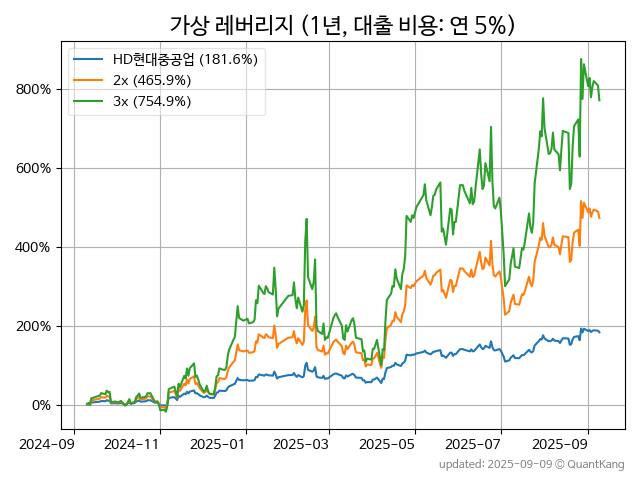 가상 레버리지 (1년, 대출 비용: 연 5%)
HD현대중공업 (181.6%)
2x (465.9%)
3x (754.9%)
800%
600%
400%
200%
0%
2024-09 2024-11 2025-01 2025-03 2025-05 2025-07 2025-09
updated: 2025-09-09 © QuantKang